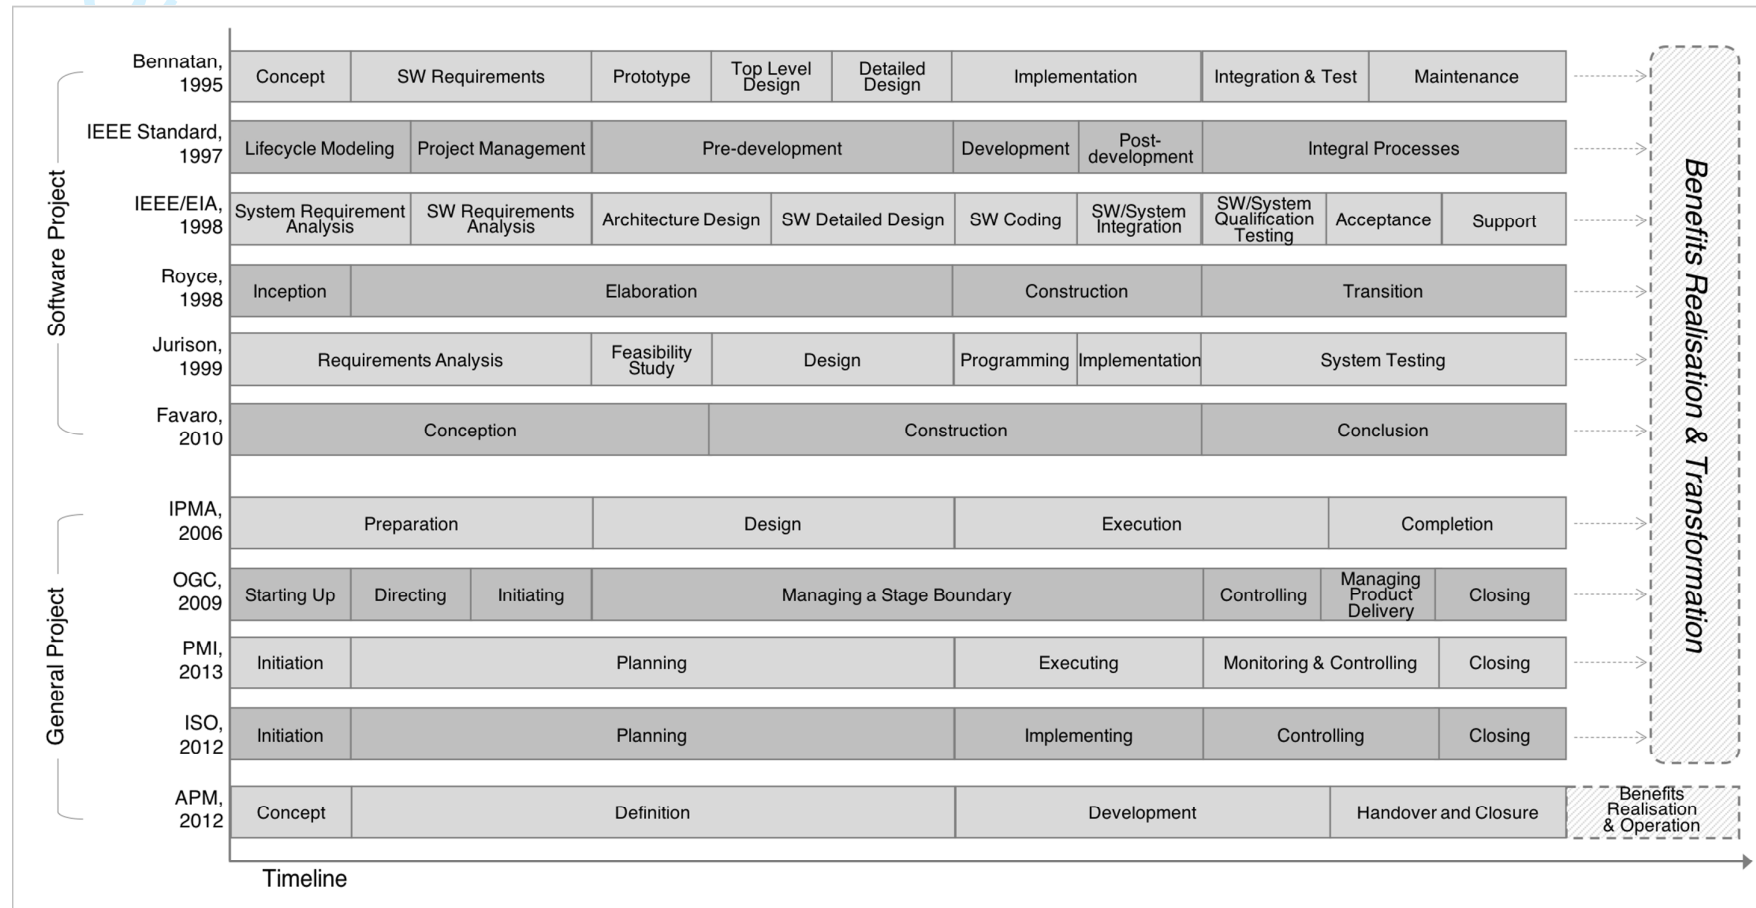 Software Project
Bennatan,
1995
Concept
SW Requirements
Prototype
Top Level
Design
Detailed
Design
Implementation
Integration & Test
Maintenance
IEEE Standard,
1997
Lifecycle Modeling
Project Management
Pre-development
Development
Post-
development
Integral Processes
IEEE/EIA,
1998
System Requirement
Analysis
SW Requirements
Analysis
Architecture Design
SW Detailed Design
SW Coding
SW/System
Integration
SW/System
Qualification
Testing
Acceptance
Support
Royce,
1998
Inception
Elaboration
Construction
Transition
Jurison,
1999
Requirements Analysis
Feasibility
Study
Design
Programming
Implementation
System Testing
Favaro,
2010
Conception
Construction
Conclusion
General Project
IPMA,
2006
Preparation
Design
Execution
Completion
OGC,
2009
Starting Up
Directing
Initiating
Managing a Stage Boundary
Controlling
Managing
Product
Delivery
Closing
PMI,
2013
Initiation
Planning
Executing
Monitoring & Controlling
Closing
ISO,
2012
Initiation
Planning
Implementing
Controlling
Closing
APM,
2012
Concept
Definition
Development
Handover and Closure
Benefits
Realisation
& Operation
Benefits Realisation & Transformation
Timeline